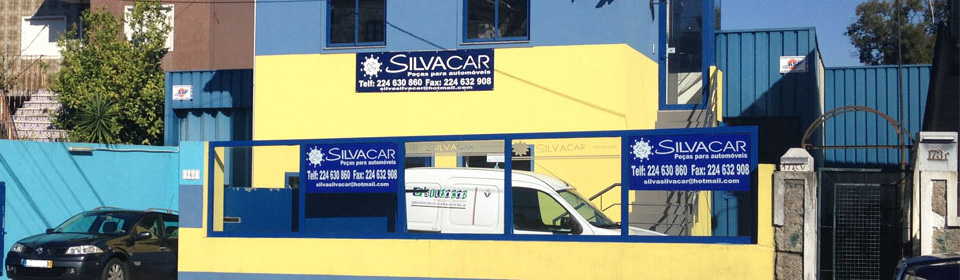 SILVACAR
Peças para automóveis
Telf: 224 630 860 Fax: 224 632 908
silvasilvacar@hotmail.com
SILVACAR
Peças para automóveis
Telf: 224 630 860 Fax: 224 632 908
silvasilvacar@hotmail.com
SILVACAR
SILVACAR
Peças para automóveis
Telf: 224 630 860 Fax: 224 632 908
silvasilvacar@hotmail.com